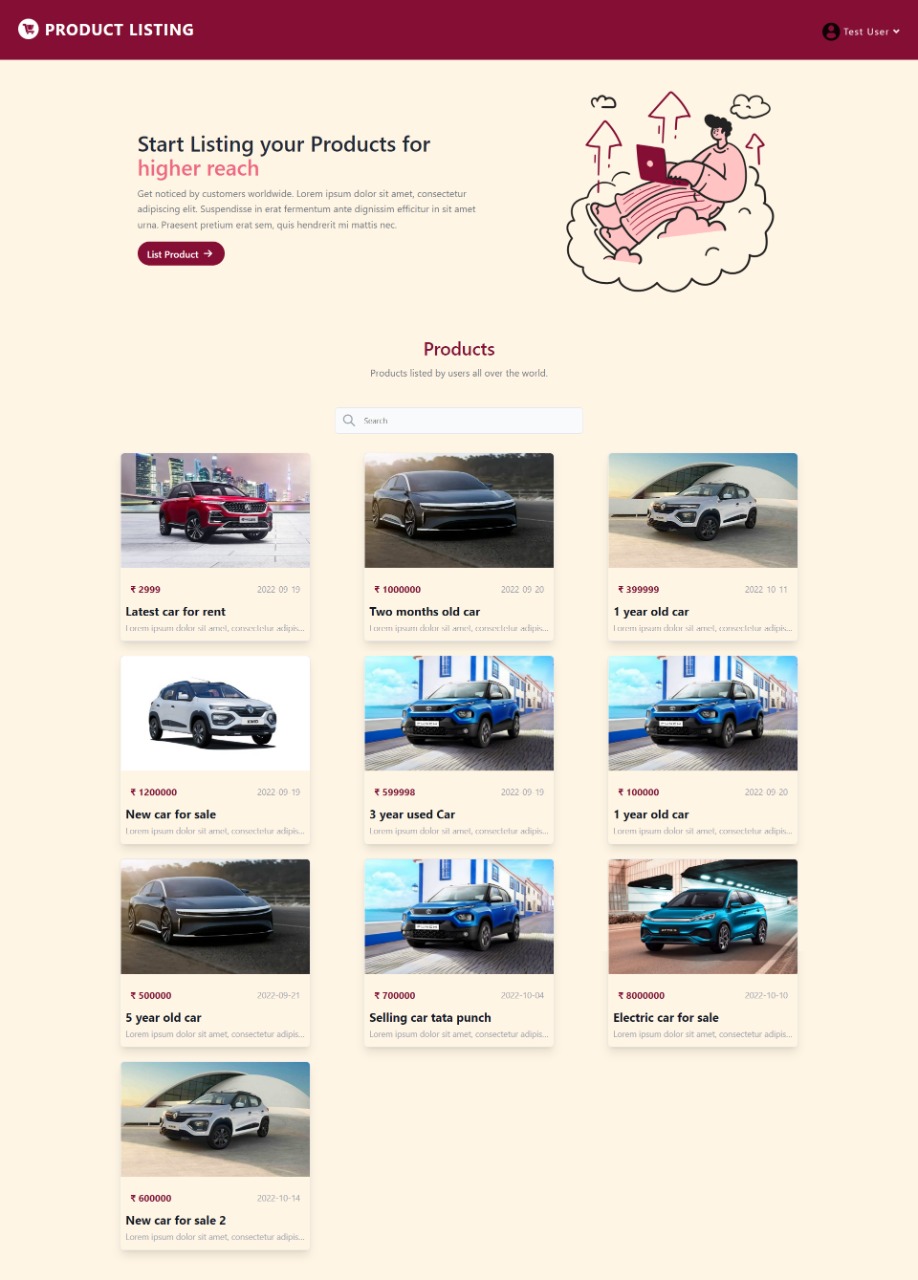 PRODUCT LISTING
Test User
Start Listing your Products for
higher reach
Get noticed by customers worldwide. Lorem ipsum dolor sit amet, consectetur
adipiscing elit. Suspendisse in erat fermentum ante dignissim efficitur in sit amet
urna. Praesent pretium erat sem, quis hendrerit mi mattis nec.
List Product →
Products
Products listed by users all over the world.
Search
₹ 2999 2022-09-19
Latest car for rent
Lorem ipsum dolor sit amet, consectetur adipis...
₹ 1000000 2022-09-20
Two months old car
Lorem ipsum dolor sit amet, consectetur adipis...
₹ 399999 2022-10-11
1 year old car
Lorem ipsum dolor sit amet, consectetur adipis...
₹ 1200000 2022-09-19
New car for sale
Lorem ipsum dolor sit amet, consectetur adipis...
₹ 599998 2022-09-19
3 year used Car
Lorem ipsum dolor sit amet, consectetur adipis...
₹ 100000 2022-09-20
1 year old car
Lorem ipsum dolor sit amet, consectetur adipis...
₹ 500000 2022-09-21
5 year old car
Lorem ipsum dolor sit amet, consectetur adipis...
₹ 700000 2022-10-04
Selling car tata punch
Lorem ipsum dolor sit amet, consectetur adipis...
₹ 8000000 2022-10-10
Electric car for sale
Lorem ipsum dolor sit amet, consectetur adipis...
₹ 600000 2022-10-14
New car for sale 2
Lorem ipsum dolor sit amet, consectetur adipis...